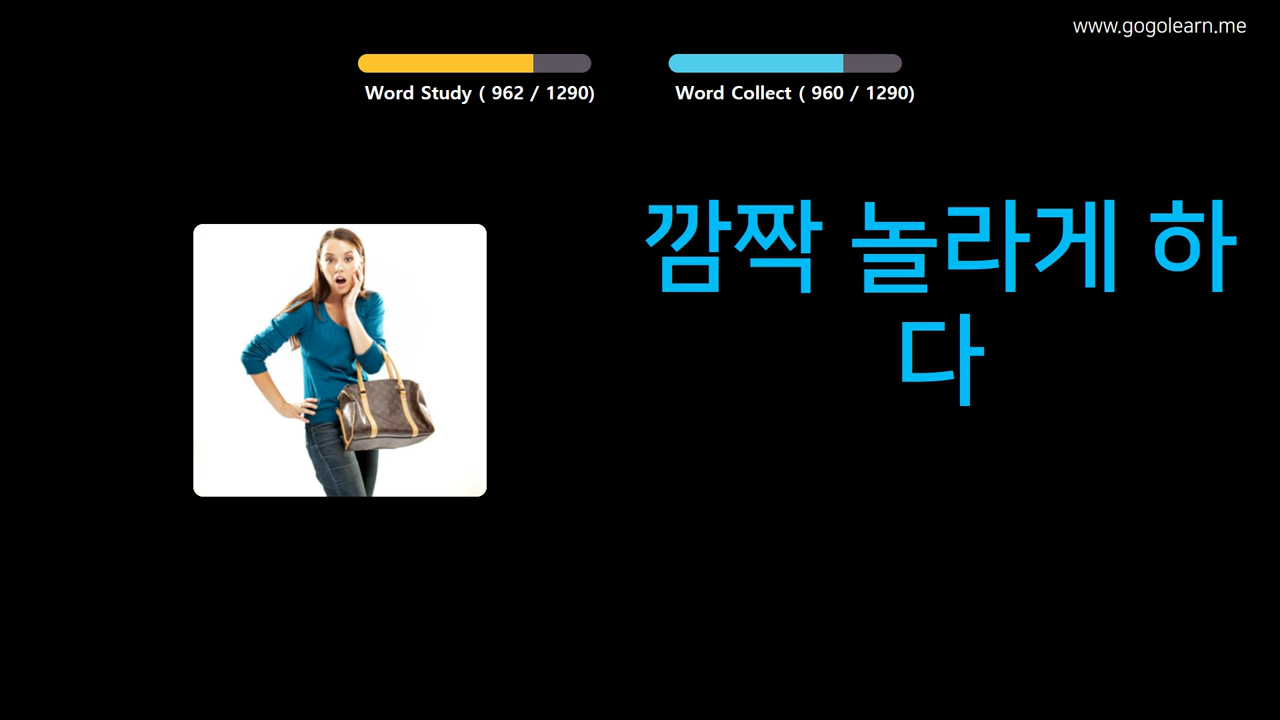 www.gogolearn.me
Word Study ( 962 / 1290)
Word Collect ( 960 / 1290)
깜짝 놀라게 하
다